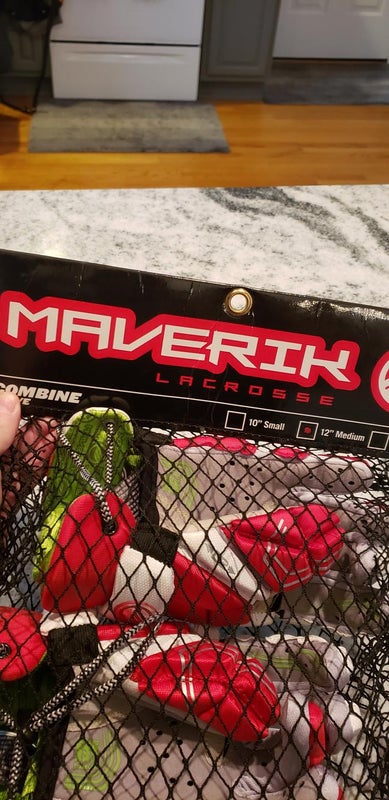 MAVERIK
LACROSSE
COMBINE
10" Small
12" Medium